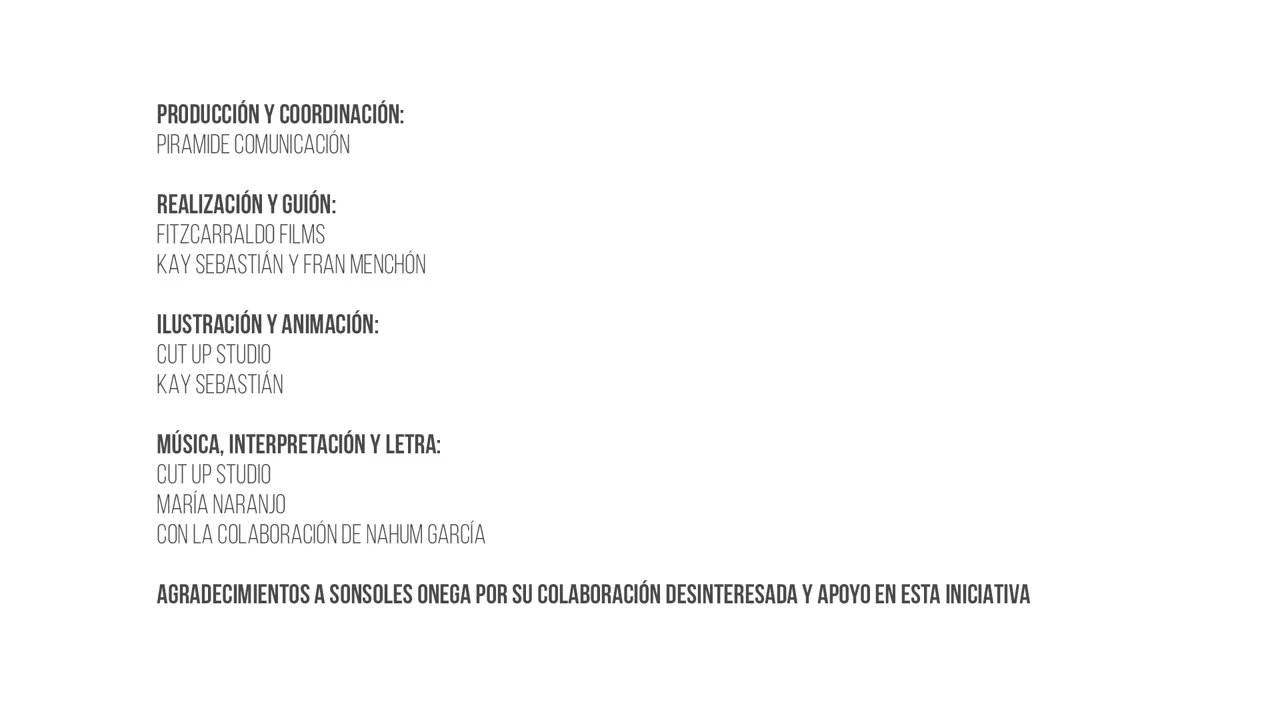 PRODUCCIÓN Y COORDINACIÓN:
PIRAMIDE COMUNICACIÓN
REALIZACIÓN Y GUIÓN:
FITZCARRALDO FILMS
KAY SEBASTIÁN Y FRAN MENCHÓN
ILUSTRACIÓN Y ANIMACIÓN:
CUT UP STUDIO
KAY SEBASTIÁN
MÚSICA, INTERPRETACIÓN Y LETRA:
CUT UP STUDIO
MARÍA NARANJO
CON LA COLABORACIÓN DE NAHUM GARCÍA
AGRADECIMIENTOS A SONSOLES ONEGA POR SU COLABORACIÓN DESINTERESADA Y APOYO EN ESTA INICIATIVA